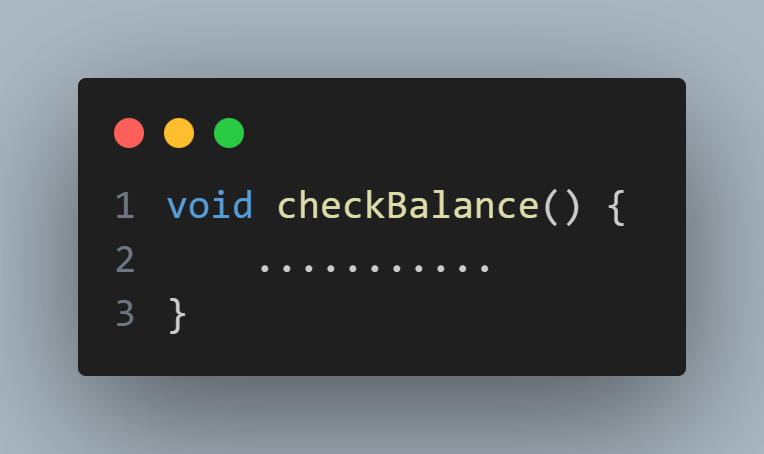 1 void checkBalance() {
2     ...........
3 }